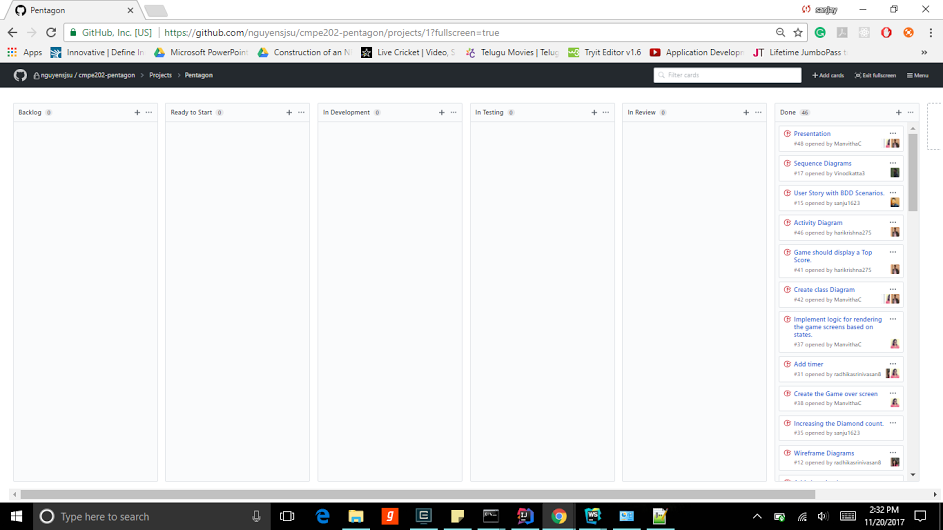 Pentagon
sanjay
GitHub, Inc. [US] | https://github.com/nguyensjsu/cmpe202-pentagon/projects/1?fullscreen=true
Apps Innovative | Define In Microsoft PowerPoint Construction of an N Live Cricket | Video, S Telugu Movies | Telug Tryit Editor v1.6 Application Developm Lifetime JumboPass t »
nguyensjsu / cmpe202-pentagon > Projects > Pentagon
Filter cards
+ Add cards Exit fullscreen Menu
Backlog 0
Ready to Start 0
In Development 0
In Testing 0
In Review 0
Done 46
Presentation
#48 opened by ManvithaC
Sequence Diagrams
#17 opened by Vinodkatta3
User Story with BDD Scenarios.
#15 opened by sanju1623
Activity Diagram
#46 opened by harikrishna275
Game should display a Top
Score.
#41 opened by harikrishna275
Create class Diagram
#42 opened by ManvithaC
Implement logic for rendering
the game screens based on
states.
#37 opened by ManvithaC
Add timer
#31 opened by radhikasrinivasan8
Create the Game over screen
#38 opened by ManvithaC
Increasing the Diamond count.
#35 opened by sanju1623
Wireframe Diagrams
#12 opened by radhikasrinivasan8
Type here to search
2:32 PM
11/20/2017